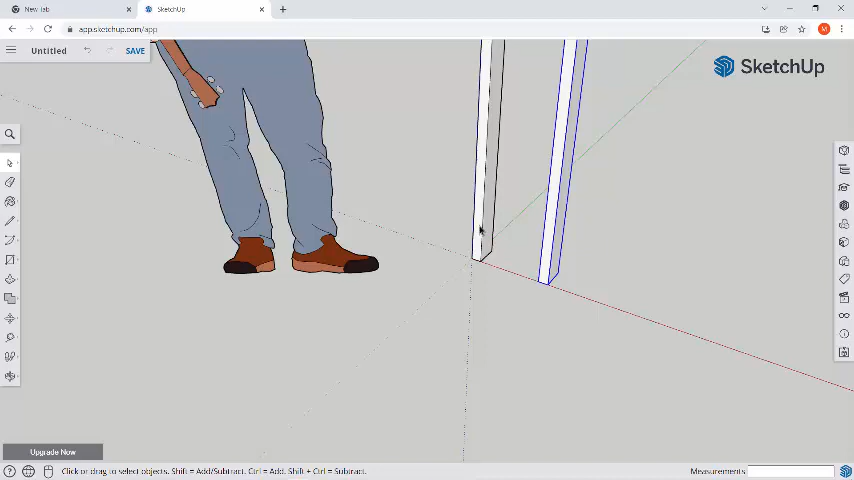 New Tab
SketchUp
app.sketchup.com/app
M
Untitled
SAVE
SketchUp
Upgrade Now
Click or drag to select objects. Shift = Add/Subtract. Ctrl = Add. Shift + Ctrl = Subtract.
Measurements